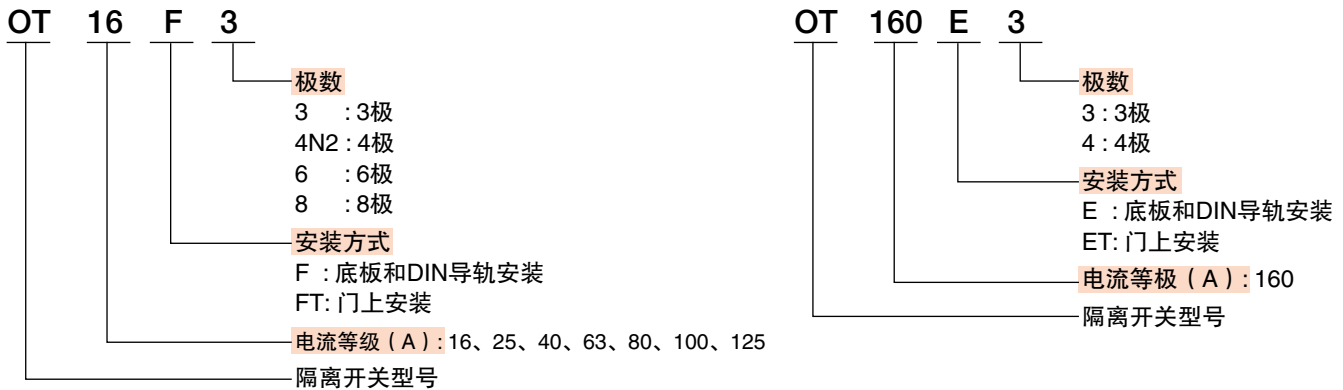 OT 16 F 3
极数
3 : 3极
4N2 : 4极
6 : 6极
8 : 8极
安装方式
F : 底板和DIN导轨安装
FT: 门上安装
电流等级（A）: 16、25、40、63、80、100、125
隔离开关型号
OT 160 E 3
极数
3 : 3极
4 : 4极
安装方式
E : 底板和DIN导轨安装
ET: 门上安装
电流等极（A）: 160
隔离开关型号